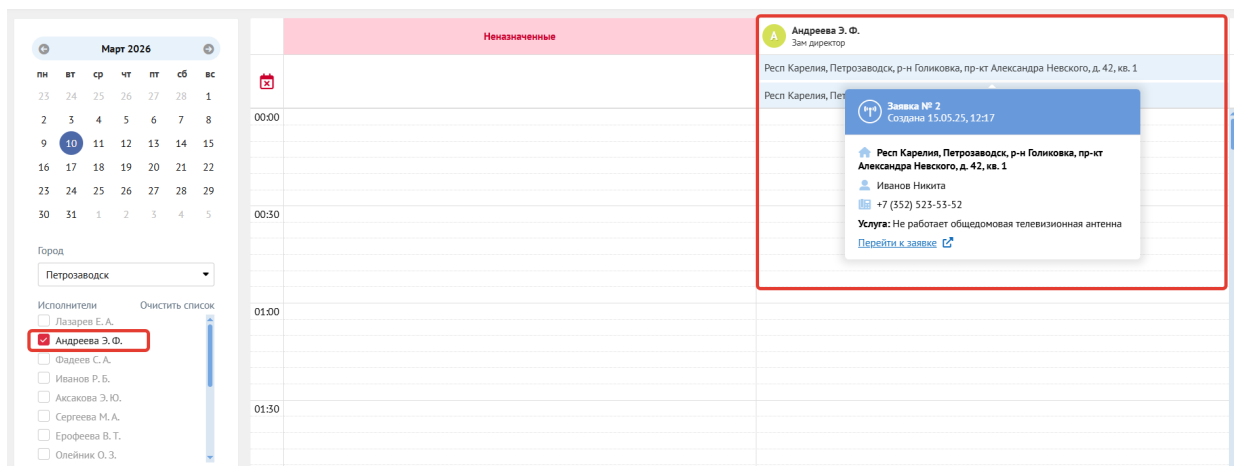 Март 2026
пн вт ср чт пт сб вс
23 24 25 26 27 28 1
2 3 4 5 6 7 8
9 10 11 12 13 14 15
16 17 18 19 20 21 22
23 24 25 26 27 28 29
30 31 1 2 3 4 5
Город
Петрозаводск
Исполнители Очистить список
Лазарев Е. А.
Андреева Э. Ф.
Фадеев С. А.
Иванов Р. Б.
Аксакова Э. Ю.
Сергеева М. А.
Ерофеева В. Т.
Олейник О. З.
Неназначенные
А
Андреева Э. Ф.
Зам директор
Респ Карелия, Петрозаводск, р-н Голиковка, пр-кт Александра Невского, д. 42, кв. 1
Респ Карелия, Пет
00:00
00:30
01:00
01:30
Заявка № 2
Создана 15.05.25, 12:17
Респ Карелия, Петрозаводск, р-н Голиковка, пр-кт
Александра Невского, д. 42, кв. 1
Иванов Никита
+7 (352) 523-53-52
Услуга: Не работает общедомовая телевизионная антенна
Перейти к заявке